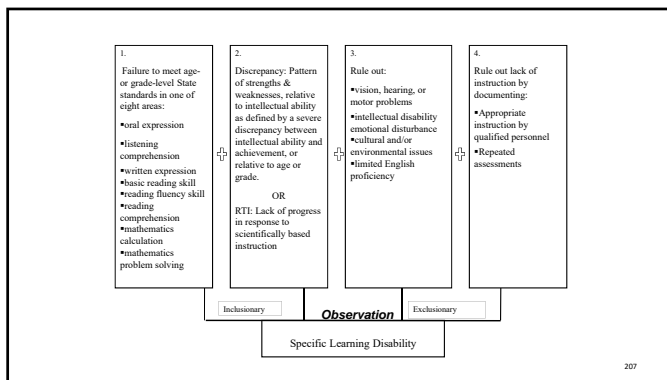 1.
Failure to meet age-
or grade-level State
standards in one of
eight areas:
▪oral expression
▪listening
comprehension
▪written expression
▪basic reading skill
▪reading fluency skill
▪reading
comprehension
▪mathematics
calculation
▪mathematics
problem solving
2.
Discrepancy: Pattern
of strengths &
weaknesses, relative
to intellectual ability
as defined by a severe
discrepancy between
intellectual ability and
achievement, or
relative to age or
grade.
OR
RTI: Lack of progress
in response to
scientifically based
instruction
3.
Rule out:
▪vision, hearing, or
motor problems
▪intellectual disability
emotional disturbance
▪cultural and/or
environmental issues
▪limited English
proficiency
4.
Rule out lack of
instruction by
documenting:
▪Appropriate
instruction by
qualified personnel
▪Repeated
assessments
Inclusionary
Observation
Exclusionary
Specific Learning Disability
207